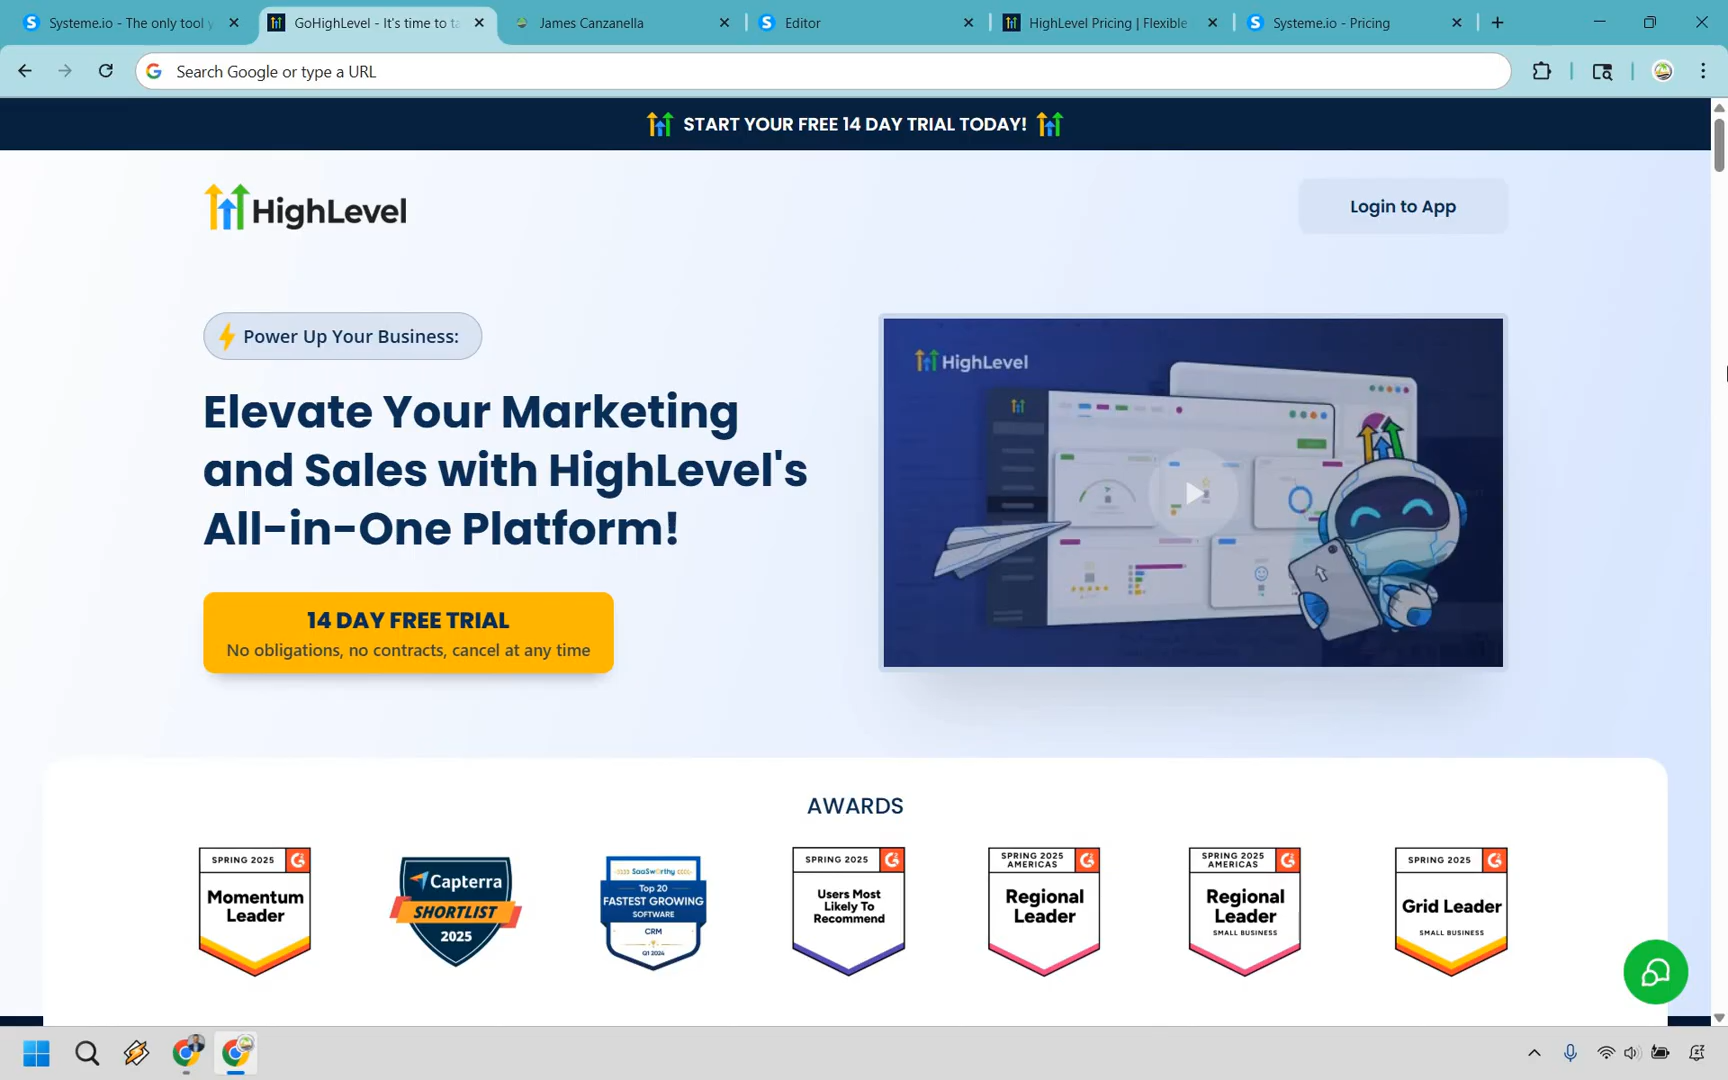 Systeme.io - The only tool y
GoHighLevel - It's time to ta
James Canzanella
Editor
HighLevel Pricing | Flexible
Systeme.io - Pricing
Search Google or type a URL
START YOUR FREE 14 DAY TRIAL TODAY!
HighLevel
Login to App
Power Up Your Business:
Elevate Your Marketing
and Sales with HighLevel's
All-in-One Platform!
14 DAY FREE TRIAL
No obligations, no contracts, cancel at any time
HighLevel
AWARDS
SPRING 2025
Momentum
Leader
Capterra
SHORTLIST
2025
SaaSworthy
Top 20
FASTEST GROWING
SOFTWARE
CRM
Q1 2024
SPRING 2025
Users Most
Likely To
Recommend
SPRING 2025
AMERICAS
Regional
Leader
SPRING 2025
AMERICAS
Regional
Leader
SMALL BUSINESS
SPRING 2025
Grid Leader
SMALL BUSINESS